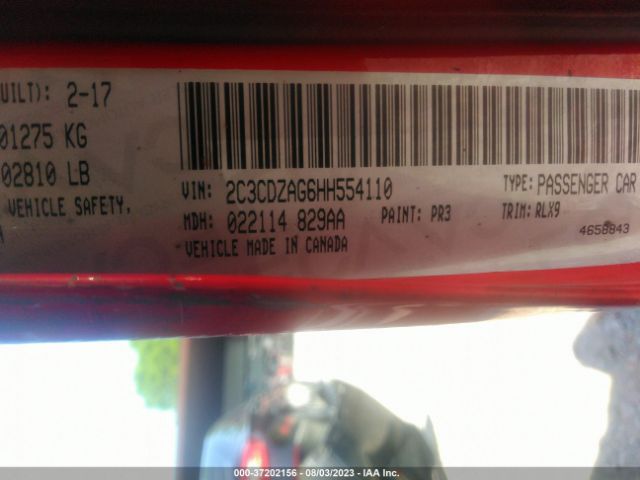 UILT): 2-17
01275 KG
02810 LB
VEHICLE SAFETY,
VIN: 2C3CDZAG6HH554110
TYPE: PASSENGER CAR
MDH: 022114 829AA
PAINT: PR3
TRIM: RLX9
VEHICLE MADE IN CANADA
4658843
000-37202156 - 08/03/2023 - IAA Inc.